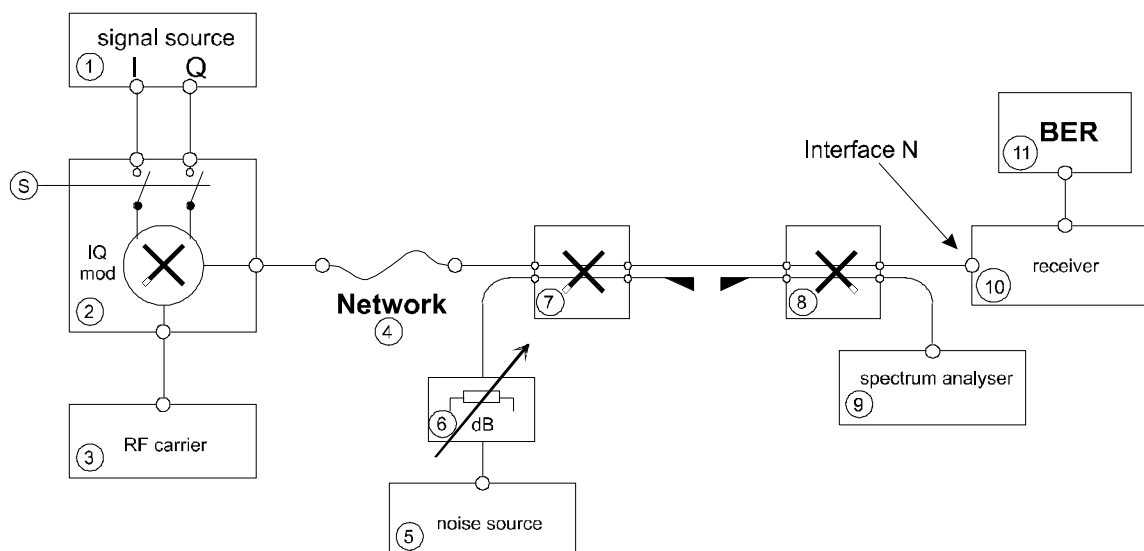 signal source
1
I Q
S
IQ
mod
2
RF carrier
3
Network
4
noise source
5
6
dB
7
8
spectrum analyser
9
Interface N
receiver
10
BER
11